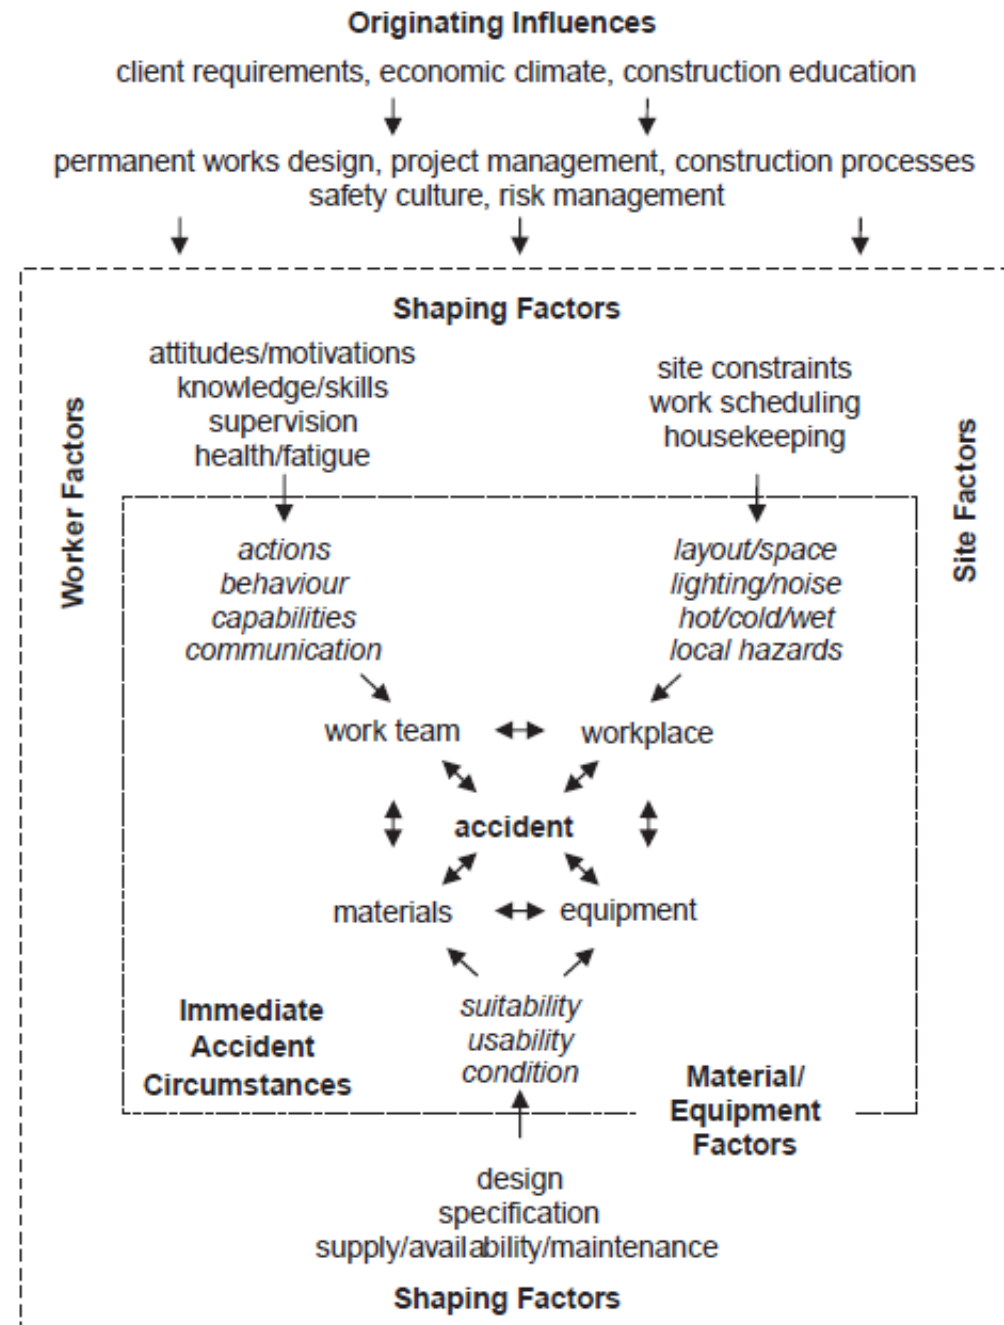 Originating Influences
client requirements, economic climate, construction education
permanent works design, project management, construction processes
safety culture, risk management
Shaping Factors
attitudes/motivations
knowledge/skills
supervision
health/fatigue
site constraints
work scheduling
housekeeping
Worker Factors
Site Factors
actions
behaviour
capabilities
communication
layout/space
lighting/noise
hot/cold/wet
local hazards
work team
workplace
accident
materials
equipment
suitability
usability
condition
Immediate
Accident
Circumstances
Material/
Equipment
Factors
design
specification
supply/availability/maintenance
Shaping Factors